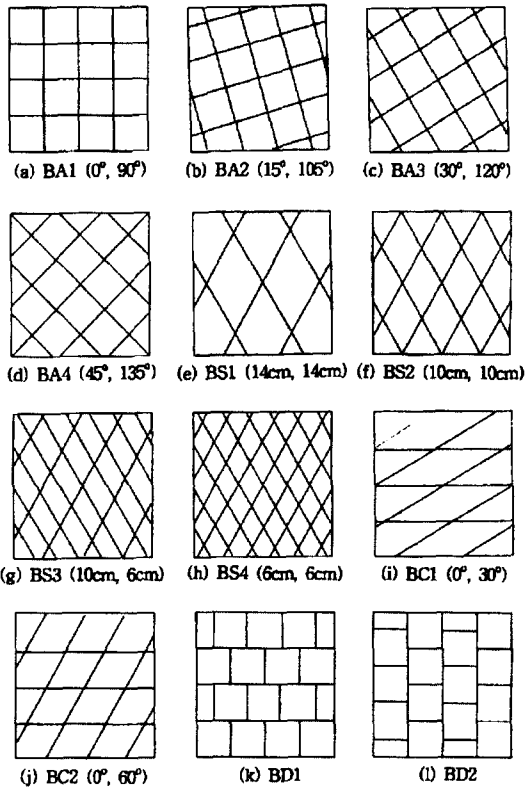 (a) BA1 (0°, 90°) (b) BA2 (15°, 105°) (c) BA3 (30°, 120°)
(d) BA4 (45°, 135°) (e) BS1 (14cm, 14cm) (f) BS2 (10cm, 10cm)
(g) BS3 (10cm, 6cm) (h) BS4 (6cm, 6cm) (i) BC1 (0°, 30°)
(j) BC2 (0°, 60°) (k) BD1 (l) BD2